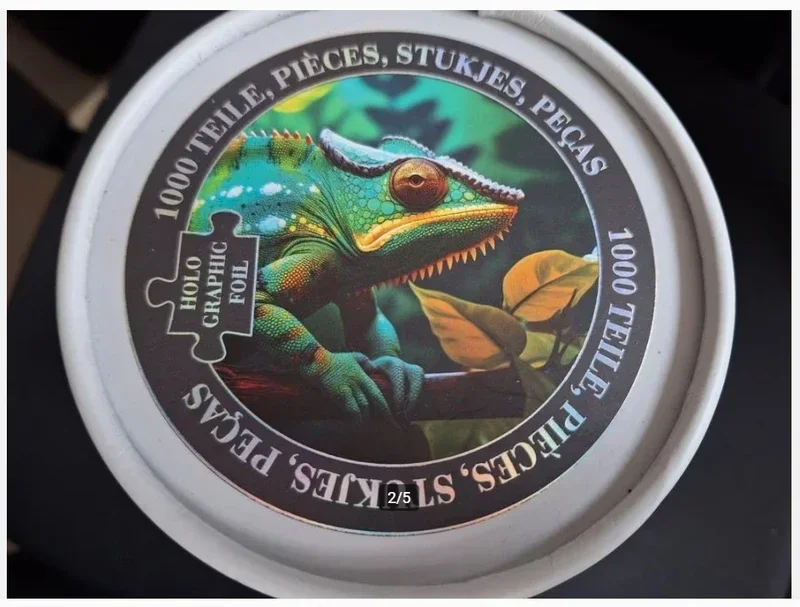 1000 TEILE, PIÈCES, STUKJES, PEÇAS
1000 TEILE, PIÈCES, STUKJES, PEÇAS
HOLO
GRAPHIC
FOIL
2/5